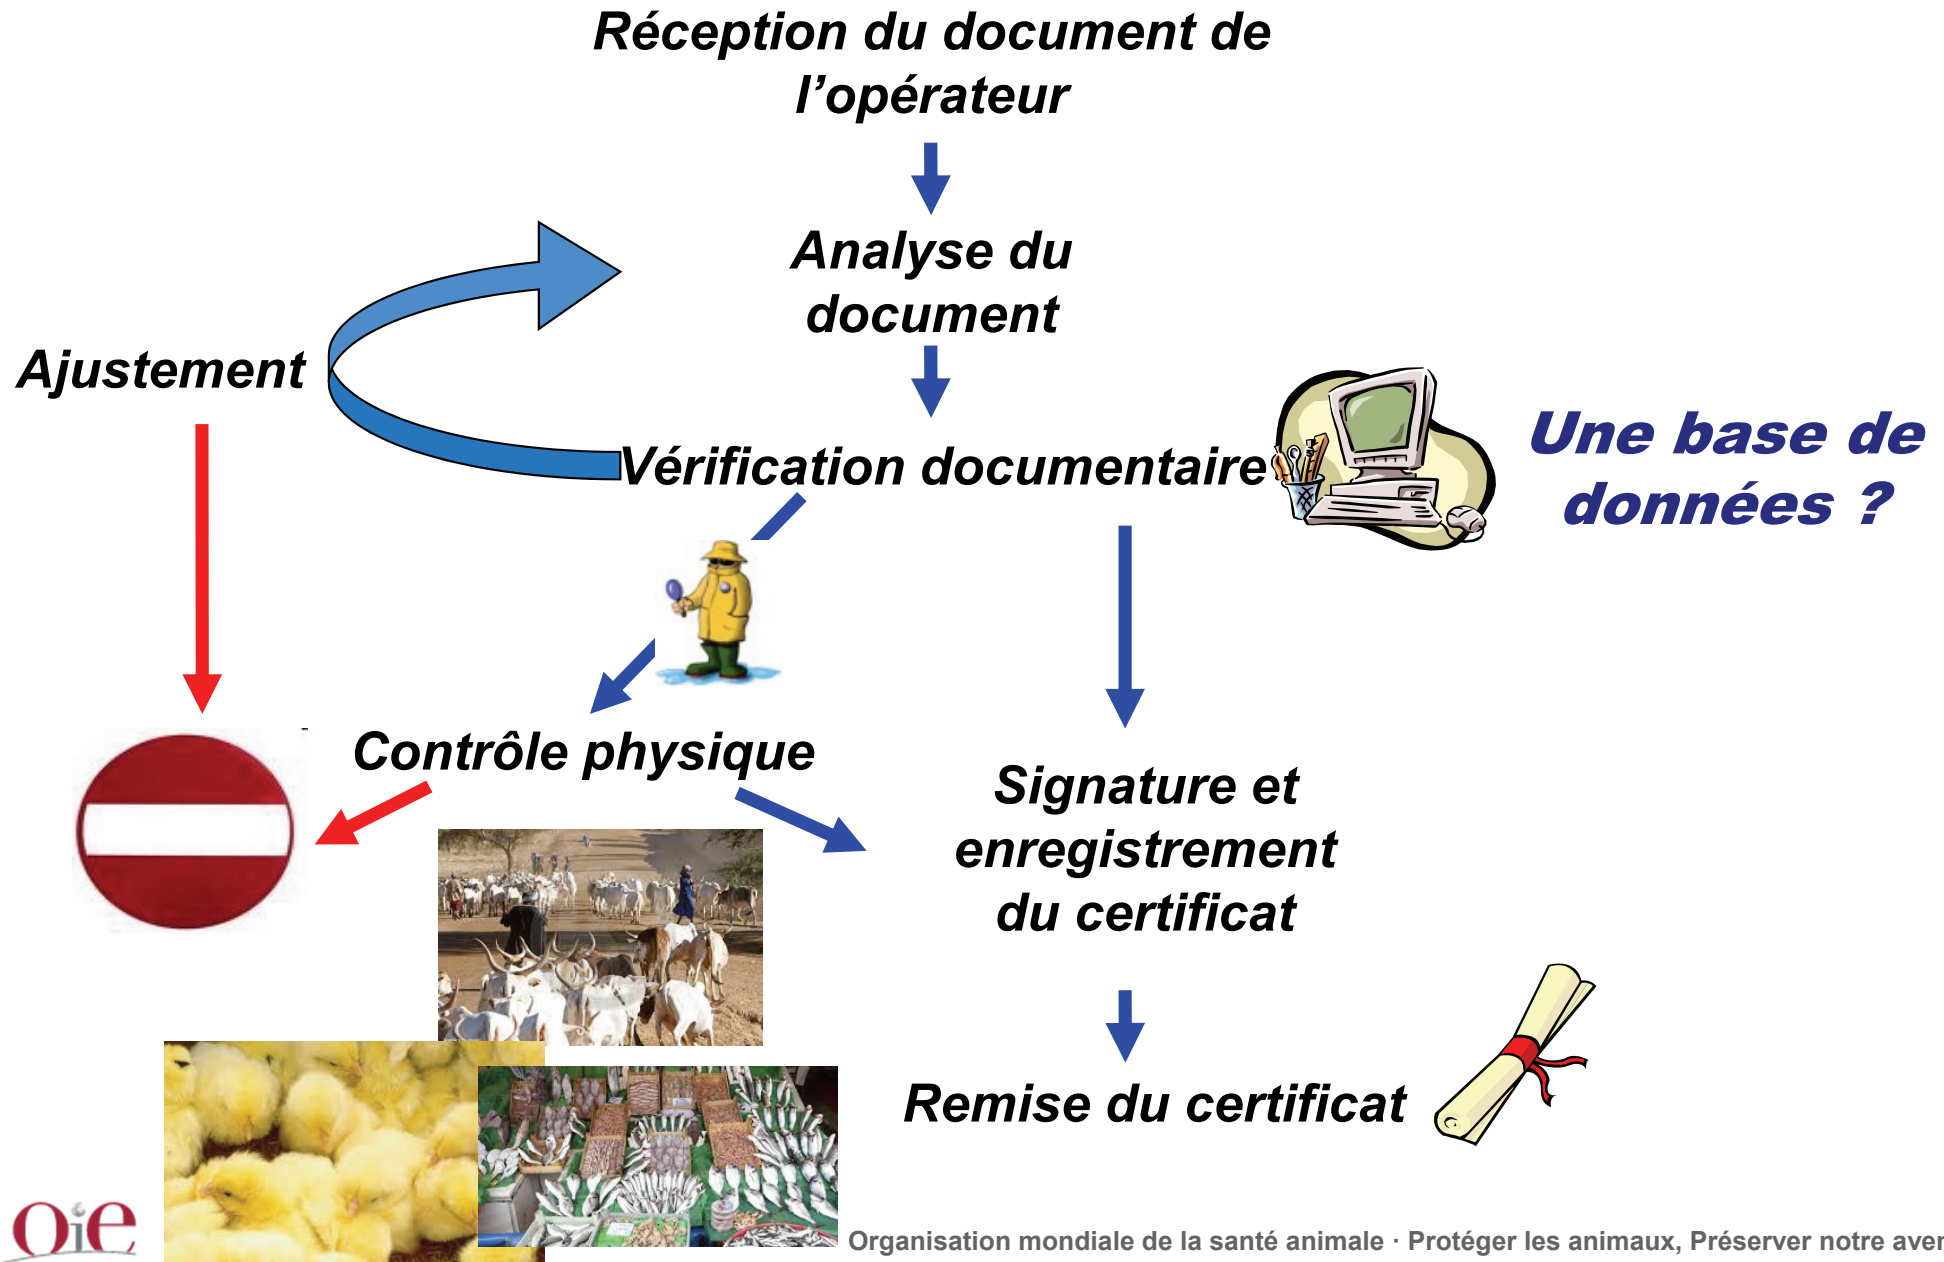 Réception du document de
l’opérateur
Analyse du
document
Ajustement
Vérification documentaire
Une base de
données ?
Contrôle physique
Signature et
enregistrement
du certificat
Remise du certificat
Oie
Organisation mondiale de la santé animale · Protéger les animaux, Préserver notre